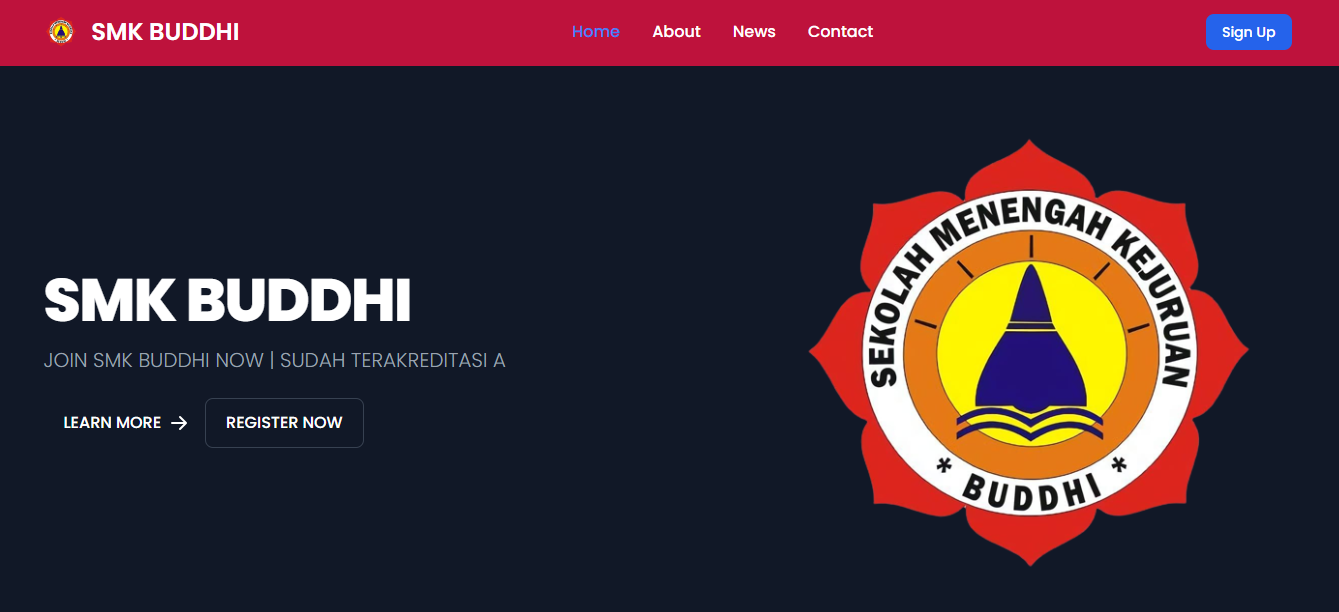 SMK BUDDHI
Home
About
News
Contact
Sign Up
SMK BUDDHI
JOIN SMK BUDDHI NOW | SUDAH TERAKREDITASI A
LEARN MORE →
REGISTER NOW
SEKOLAH MENENGAH KEJURUAN
* BUDDHI *